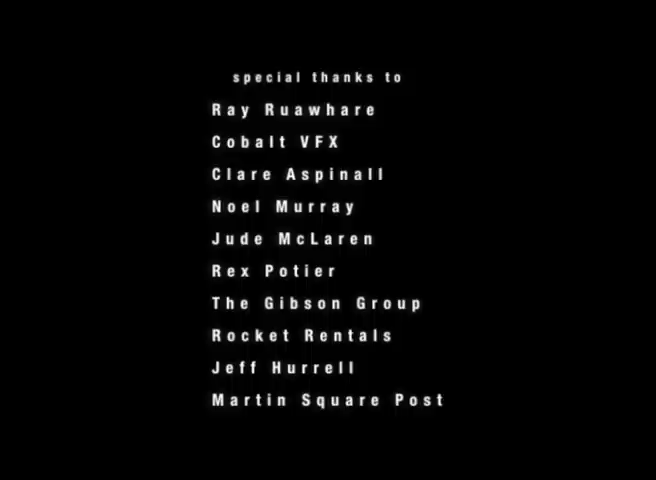 special thanks to
Ray Ruawhare
Cobalt VFX
Clare Aspinall
Noel Murray
Jude McLaren
Rex Potier
The Gibson Group
Rocket Rentals
Jeff Hurrell
Martin Square Post